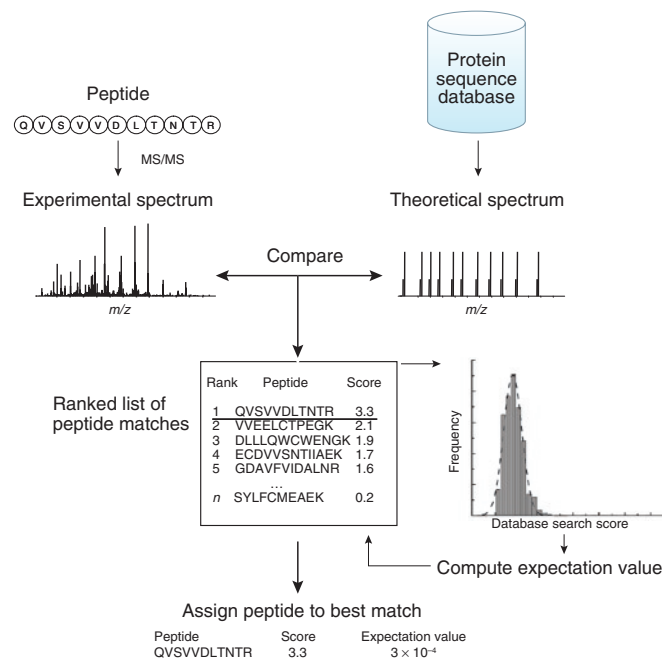 Protein
sequence
database
Peptide
Q V S V V D L T N T R
MS/MS
Experimental spectrum
Theoretical spectrum
Compare
m/z
m/z
Ranked list of
peptide matches
Rank Peptide Score
1 QVSVVDLTNTR 3.3
2 VVEELCTPEGK 2.1
3 DLLLQWCWENGK 1.9
4 ECDVVSNTIIAEK 1.7
5 GDAVFVIDALNR 1.6
...
n SYLFCMEAEK 0.2
Frequency
Database search score
Compute expectation value
Assign peptide to best match
Peptide Score Expectation value
QVSVVDLTNTR 3.3 3 × 10⁻⁴